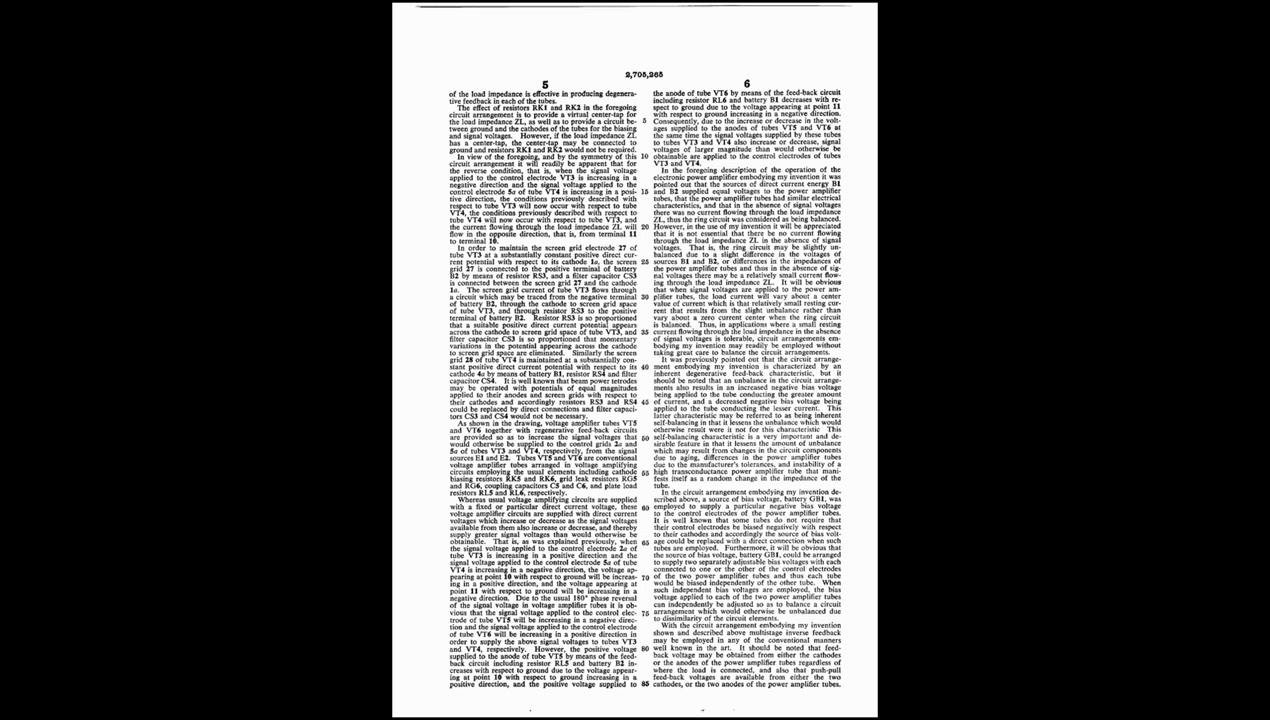 2,705,265
5
of the load impedance is effective in producing degenera-
tive feedback in each of the tubes.
The effect of resistors RK1 and RK2 in the foregoing
circuit arrangement is to provide a virtual center-tap for
the load impedance ZL, as well as to provide a circuit be-
tween ground and the cathodes of the tubes for the biasing
and signal voltages. However, if the load impedance ZL
has a center-tap, the center-tap may be connected to
ground and resistors RK1 and RK2 would not be required.
In view of the foregoing, and by the symmetry of this
circuit arrangement it will readily be apparent that for
the reverse condition, that is, when the signal voltage
applied to the control electrode VT3 is increasing in a
negative direction and the signal voltage applied to the
control electrode 5a of tube VT4 is increasing in a posi-
tive direction, the conditions previously described with
respect to tube VT3 will now occur with respect to tube
VT4, the conditions previously described with respect to
tube VT4 will now occur with respect to tube VT3, and
the current flowing through the load impedance ZL will
flow in the opposite direction, that is, from terminal 11
to terminal 10.
In order to maintain the screen grid electrode 27 of
tube VT3 at a substantially constant positive direct cur-
rent potential with respect to its cathode 1a, the screen
grid 27 is connected to the positive terminal of battery
B2 by means of resistor RS3, and a filter capacitor CS3
is connected between the screen grid 27 and the cathode
1a. The screen grid current of tube VT3 flows through
a circuit which may be traced from the negative terminal
of battery B2, through the cathode to screen grid space
of tube VT3, and through resistor RS3 to the positive
terminal of battery B2. Resistor RS3 is so proportioned
that a suitable positive direct current potential appears
across the cathode to screen grid space of tube VT3, and
filter capacitor CS3 is so proportioned that momentary
variations in the potential appearing across the cathode
to screen grid space are eliminated. Similarly the screen
grid 28 of tube VT4 is maintained at a substantially con-
stant positive direct current potential with respect to its
cathode 4a by means of battery B1, resistor RS4 and filter
capacitor CS4. It is well known that beam power tetrodes
may be operated with potentials of equal magnitudes
applied to their anodes and screen grids with respect to
their cathodes and accordingly resistors RS3 and RS4
could be replaced by direct connections and filter capaci-
tors CS3 and CS4 would not be necessary.
As shown in the drawing, voltage amplifier tubes VT5
and VT6 together with regenerative feed-back circuits
are provided so as to increase the signal voltages that
would otherwise be supplied to the control grids 2a and
5a of tubes VT3 and VT4, respectively, from the signal
sources E1 and E2. Tubes VT5 and VT6 are conventional
voltage amplifier tubes arranged in voltage amplifying
circuits employing the usual elements including cathode
biasing resistors RK5 and RK6, grid leak resistors RG5
and RG6, coupling capacitors C5 and C6, and plate load
resistors RL5 and RL6, respectively.
Whereas usual voltage amplifying circuits are supplied
with a fixed or particular direct current voltage, these
voltage amplifier circuits are supplied with direct current
voltages which increase or decrease as the signal voltages
available from them also increase or decrease, and thereby
supply greater signal voltages than would otherwise be
obtainable. That is, as was explained previously, when
the signal voltage applied to the control electrode 2a of
tube VT3 is increasing in a positive direction and the
signal voltage applied to the control electrode 5a of tube
VT4 is increasing in a negative direction, the voltage ap-
pearing at point 10 with respect to ground will be increas-
ing in a positive direction, and the voltage appearing at
point 11 with respect to ground will be increasing in a
negative direction. Due to the usual 180° phase reversal
of the signal voltage in voltage amplifier tubes it is ob-
vious that the signal voltage applied to the control elec-
trode of tube VT5 will be increasing in a negative direc-
tion and the signal voltage applied to the control electrode
of tube VT6 will be increasing in a positive direction in
order to supply the above signal voltages to tubes VT3
and VT4, respectively. However, the positive voltage
supplied to the anode of tube VT5 by means of the feed-
back circuit including resistor RL5 and battery B2 in-
creases with respect to ground due to the voltage appear-
ing at point 10 with respect to ground increasing in a
positive direction, and the positive voltage supplied to
5
10
15
20
25
30
35
40
45
50
55
60
65
70
75
80
85
6
the anode of tube VT6 by means of the feed-back circuit
including resistor RL6 and battery B1 decreases with re-
spect to ground due to the voltage appearing at point 11
with respect to ground increasing in a negative direction.
Consequently, due to the increase or decrease in the volt-
ages supplied to the anodes of tubes VT5 and VT6 at
the same time the signal voltages supplied by these tubes
to tubes VT3 and VT4 also increase or decrease, signal
voltages of larger magnitude than would otherwise be
obtainable are applied to the control electrodes of tubes
VT3 and VT4.
In the foregoing description of the operation of the
electronic power amplifier embodying my invention it was
pointed out that the sources of direct current energy B1
and B2 supplied equal voltages to the power amplifier
tubes, that the power amplifier tubes had similar electrical
characteristics, and that in the absence of signal voltages
there was no current flowing through the load impedance
ZL, thus the ring circuit was considered as being balanced.
However, in the use of my invention it will be appreciated
that it is not essential that there be no current flowing
through the load impedance ZL in the absence of signal
voltages. That is, the ring circuit may be slightly un-
balanced due to a slight difference in the voltages of
sources B1 and B2, or differences in the impedances of
the power amplifier tubes and thus in the absence of sig-
nal voltages there may be a relatively small current flow-
ing through the load impedance ZL. It will be obvious
that when signal voltages are applied to the power am-
plifier tubes, the load current will vary about a center
value of current which is that relatively small resting cur-
rent that results from the slight unbalance rather than
vary about a zero current center when the ring circuit
is balanced. Thus, in applications where a small resting
current flowing through the load impedance in the absence
of signal voltages is tolerable, circuit arrangements em-
bodying my invention may readily be employed without
taking great care to balance the circuit arrangements.
It was previously pointed out that the circuit arrange-
ment embodying my invention is characterized by an
inherent degenerative feed-back characteristic, but it
should be noted that an unbalance in the circuit arrange-
ments also results in an increased negative bias voltage
being applied to the tube conducting the greater amount
of current, and a decreased negative bias voltage being
applied to the tube conducting the lesser current. This
latter characteristic may be referred to as being inherent
self-balancing in that it lessens the unbalance which would
otherwise result were it not for this characteristic This
self-balancing characteristic is a very important and de-
sirable feature in that it lessens the amount of unbalance
which may result from changes in the circuit components
due to aging, differences in the power amplifier tubes
due to the manufacturer's tolerances, and instability of a
high transconductance power amplifier tube that mani-
fests itself as a random change in the impedance of the
tube.
In the circuit arrangement embodying my invention de-
scribed above, a source of bias voltage, battery GB1, was
employed to supply a particular negative bias voltage
to the control electrodes of the power amplifier tubes.
It is well known that some tubes do not require that
their control electrodes be biased negatively with respect
to their cathodes and accordingly the source of bias volt-
age could be replaced with a direct connection when such
tubes are employed. Furthermore, it will be obvious that
the source of bias voltage, battery GB1, could be arranged
to supply two separately adjustable bias voltages with each
connected to one or the other of the control electrodes
of the two power amplifier tubes and thus each tube
would be biased independently of the other tube. When
such independent bias voltages are employed, the bias
voltage applied to each of the two power amplifier tubes
can independently be adjusted so as to balance a circuit
arrangement which would otherwise be unbalanced due
to dissimilarity of the circuit elements.
With the circuit arrangement embodying my invention
shown and described above multistage inverse feedback
may be employed in any of the conventional manners
well known in the art. It should be noted that feed-
back voltage may be obtained from either the cathodes
or the anodes of the power amplifier tubes regardless of
where the load is connected, and also that push-pull
feed-back voltages are available from either the two
cathodes, or the two anodes of the power amplifier tubes.